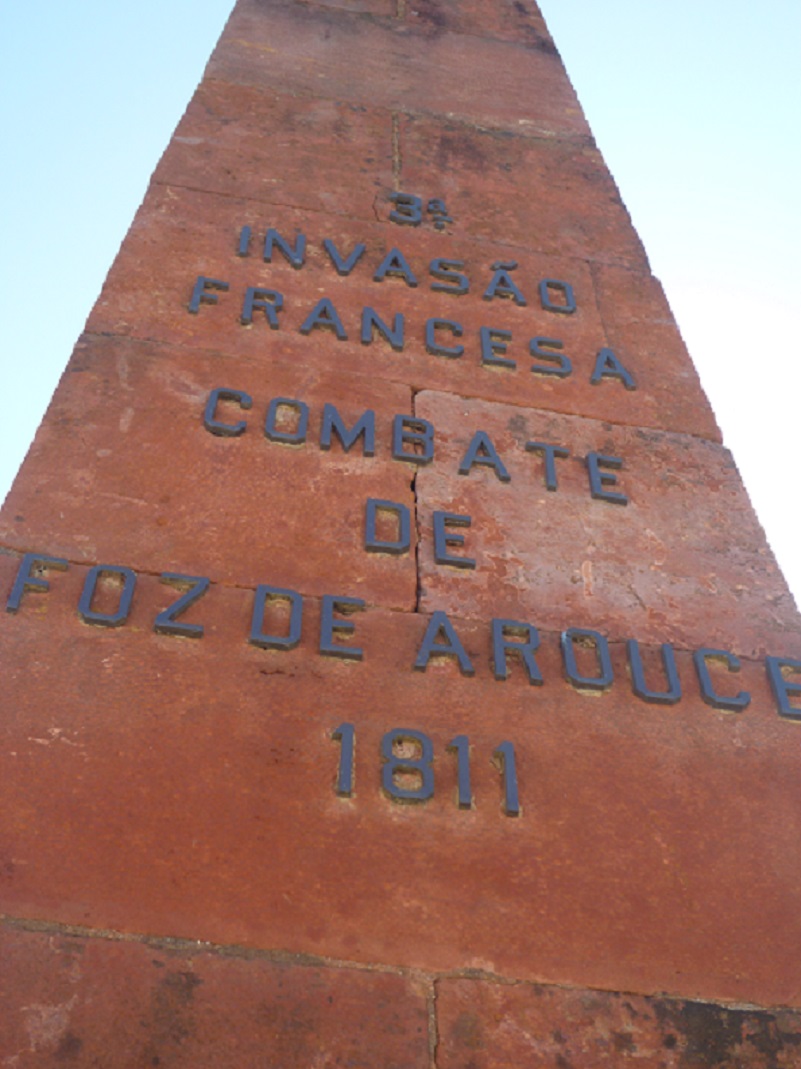 3ª
INVASÃO
FRANCESA
COMBATE
DE
FOZ DE AROUCE
1811